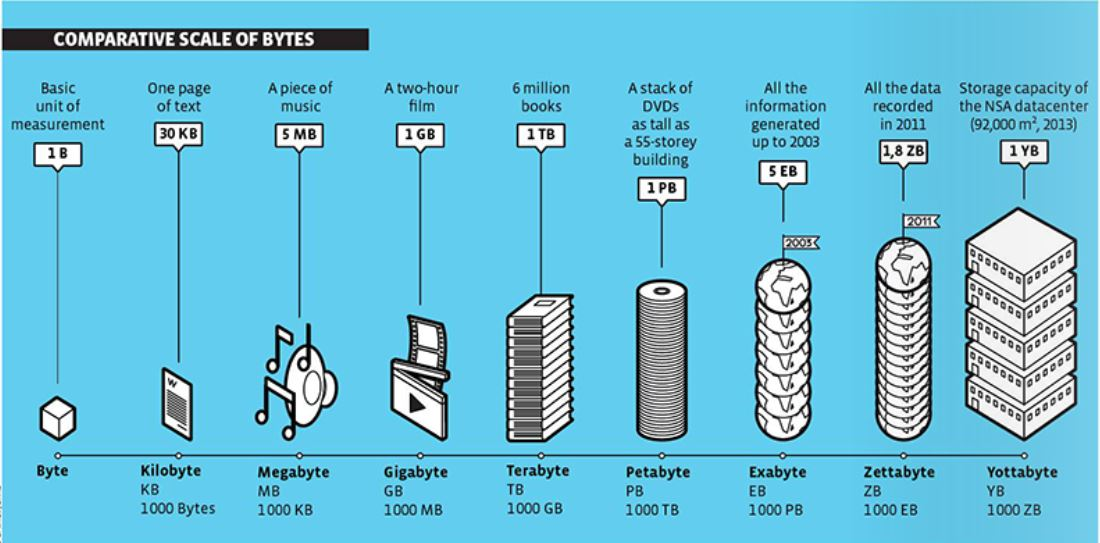 COMPARATIVE SCALE OF BYTES
Basic
unit of
measurement
1 B
One page
of text
30 KB
A piece of
music
5 MB
A two-hour
film
1 GB
6 million
books
1 TB
A stack of
DVDs
as tall as
a 55-storey
building
1 PB
All the
information
generated
up to 2003
5 EB
All the data
recorded
in 2011
1,8 ZB
Storage capacity of
the NSA datacenter
(92,000 m², 2013)
1 YB
2003
2011
W
Byte
Kilobyte
KB
1000 Bytes
Megabyte
MB
1000 KB
Gigabyte
GB
1000 MB
Terabyte
TB
1000 GB
Petabyte
PB
1000 TB
Exabyte
EB
1000 PB
Zettabyte
ZB
1000 EB
Yottabyte
YB
1000 ZB